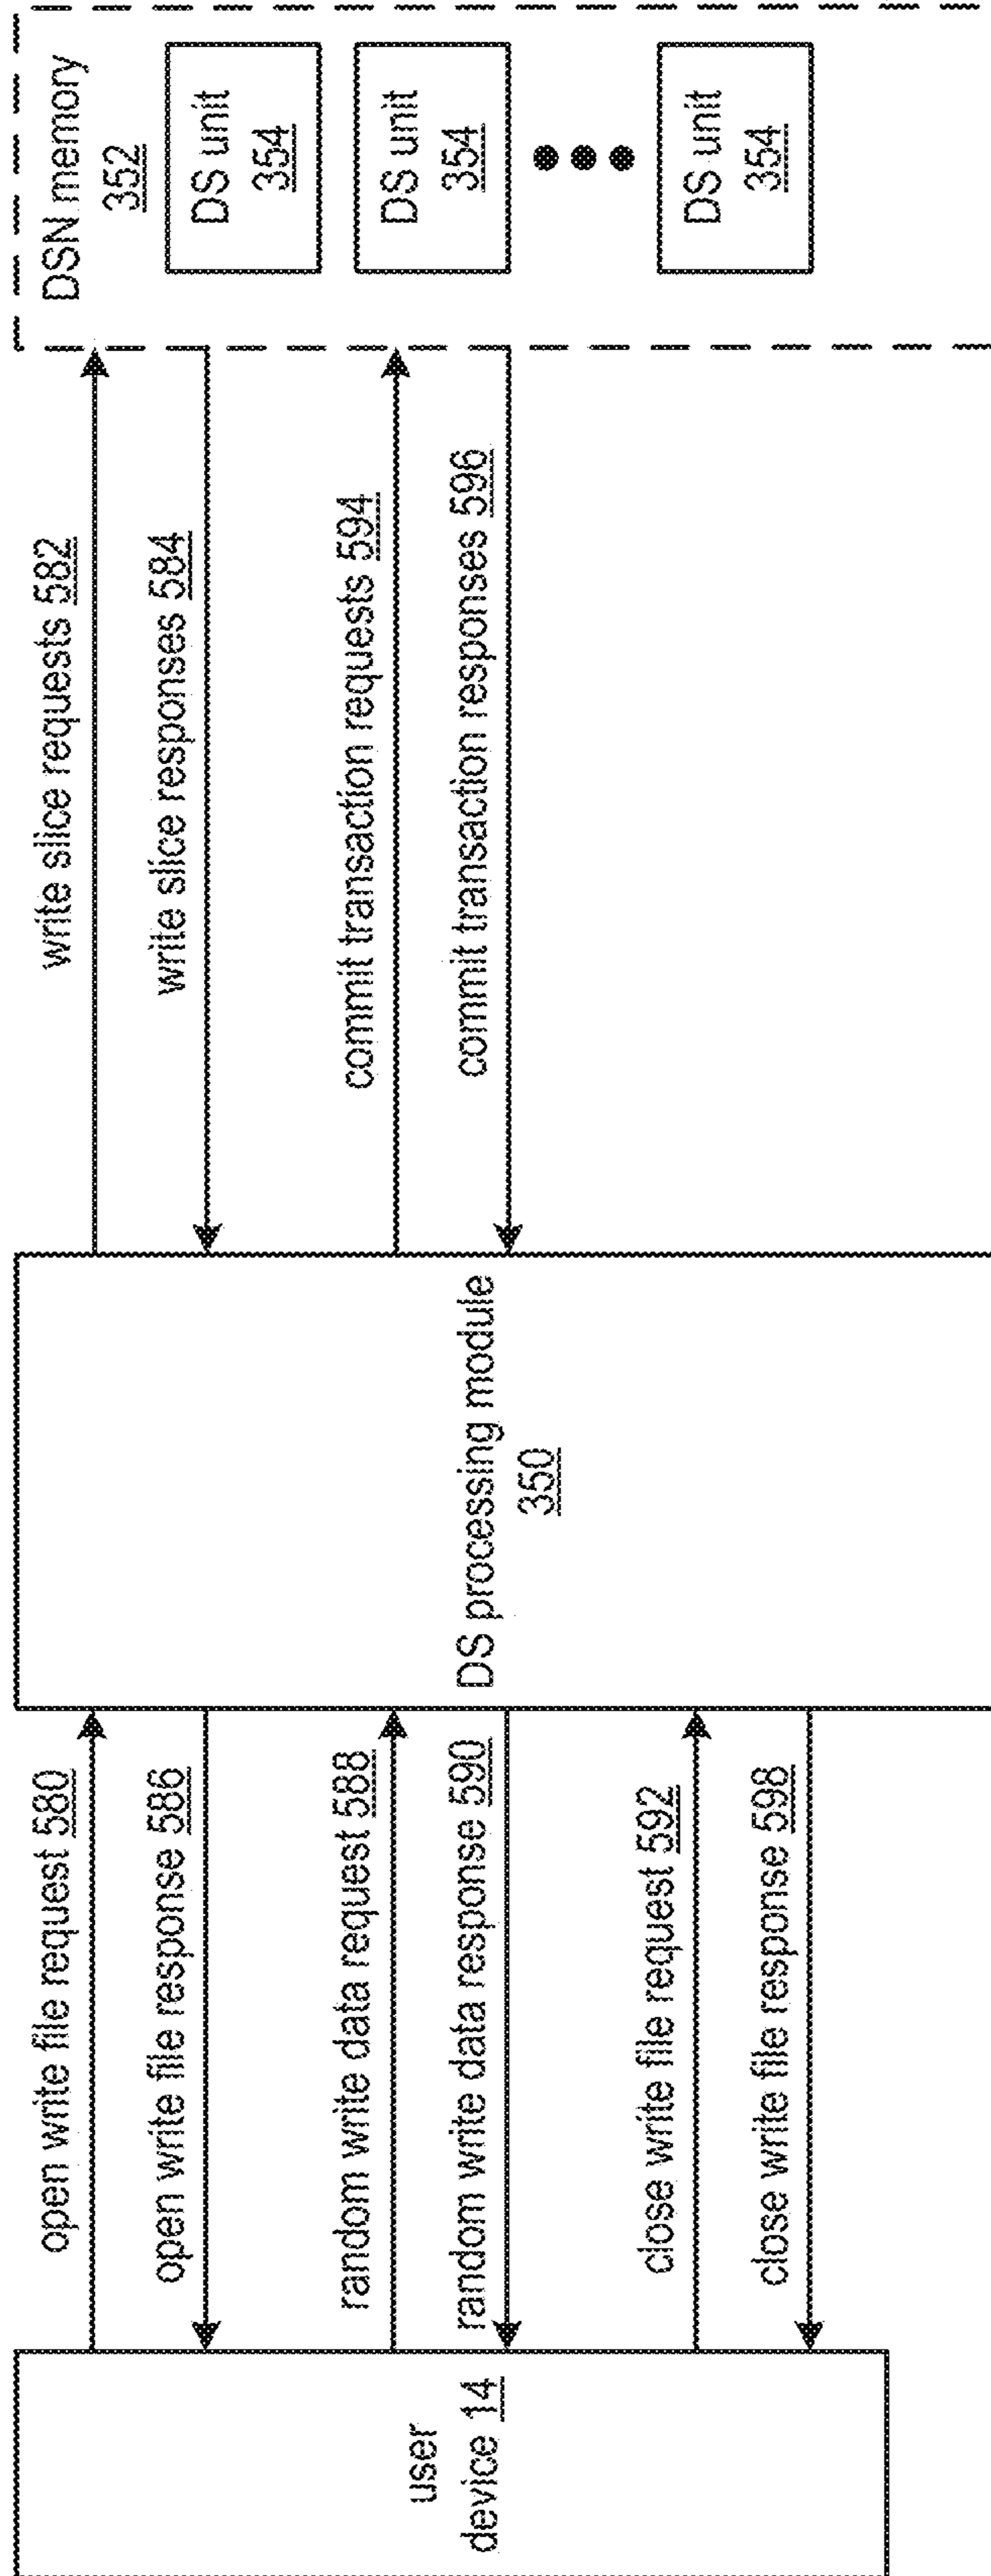 user
device 14
open write file request 580
open write file response 586
random write data request 588
random write data response 590
close write file request 592
close write file response 598
DS processing module
350
write slice requests 582
write slice responses 584
commit transaction requests 594
commit transaction responses 596
DSN memory
352
DS unit
354
DS unit
354
DS unit
354